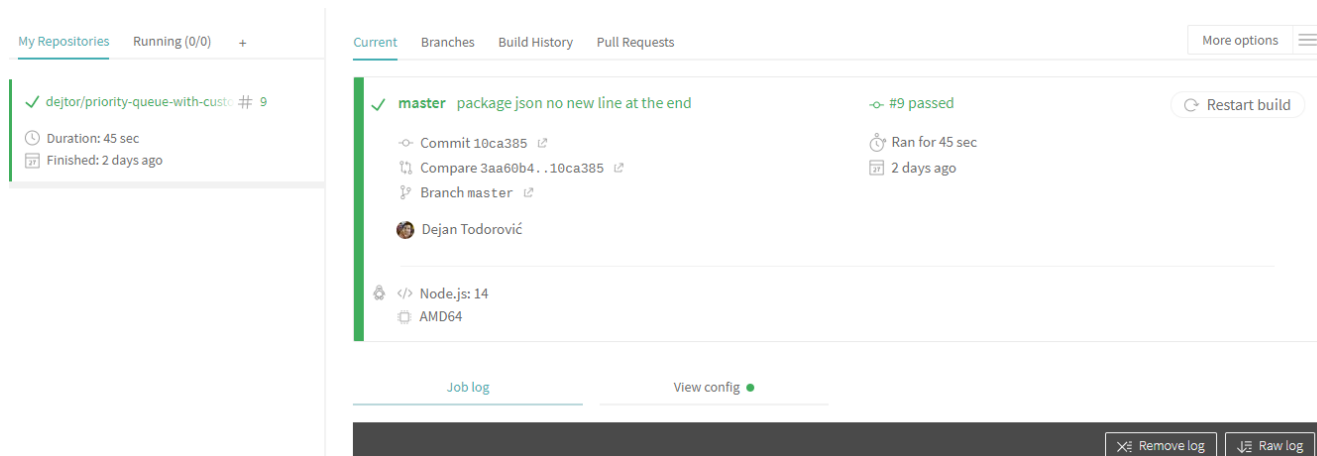 My Repositories Running (0/0) +
dejtor/priority-queue-with-custo # 9
Duration: 45 sec
Finished: 2 days ago
Current Branches Build History Pull Requests More options
master package json no new line at the end #9 passed Restart build
Commit 10ca385 Ran for 45 sec
Compare 3aa60b4..10ca385 2 days ago
Branch master
Dejan Todorović
Node.js: 14
AMD64
Job log View config
Remove log Raw log